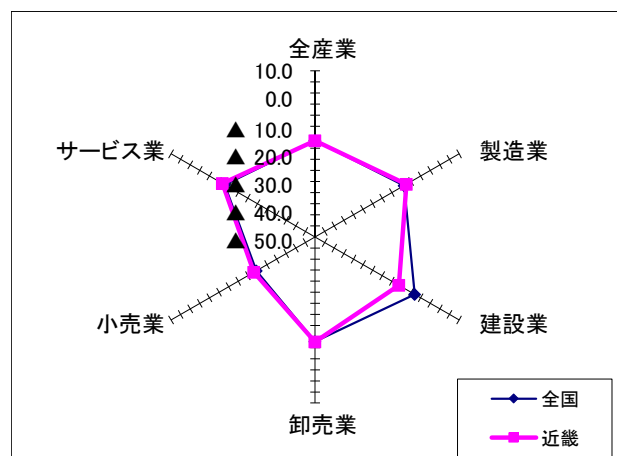 全産業
10.0
0.0
▲ 10.0
▲ 20.0
▲ 30.0
▲ 40.0
▲ 50.0
サービス業
製造業
小売業
建設業
卸売業
全国
近畿